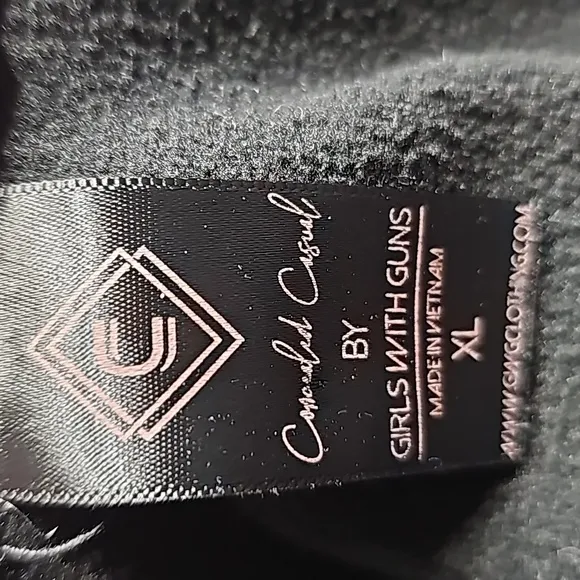 Concealed Casual
BY
GIRLS WITH GUNS
MADE IN VIETNAM
XL
WWW.GWGCLOTHING.COM